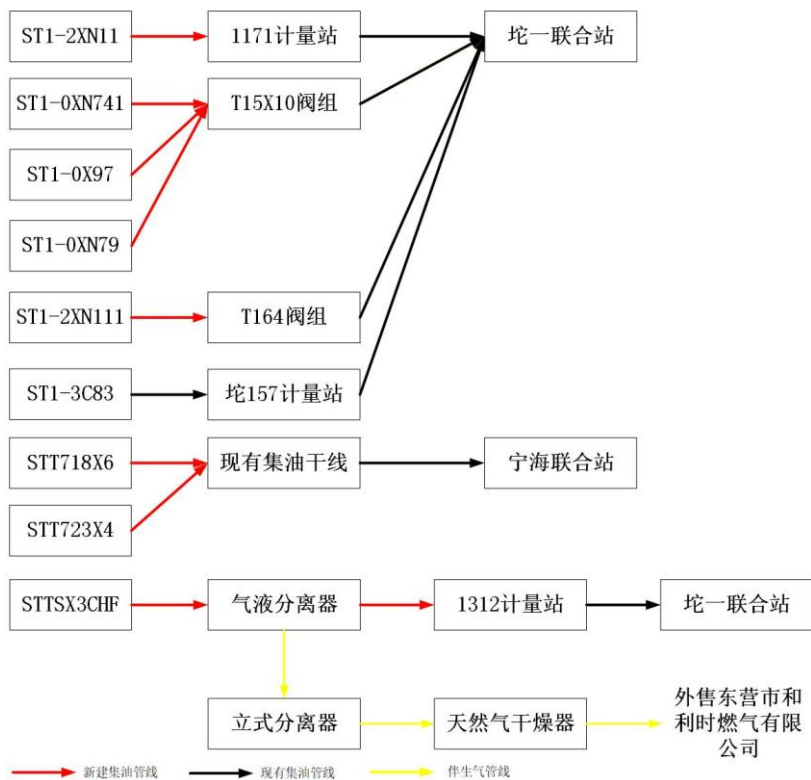 ST1-2XN11
1171计量站
坨一联合站
ST1-0XN741
T15X10阀组
ST1-0X97
ST1-0XN79
ST1-2XN111
T164阀组
ST1-3C83
坨157计量站
STT718X6
现有集油干线
宁海联合站
STT723X4
STTSX3CHF
气液分离器
1312计量站
坨一联合站
立式分离器
天然气干燥器
外售东营市和
利时燃气有限
公司
新建集油管线
现有集油管线
伴生气管线